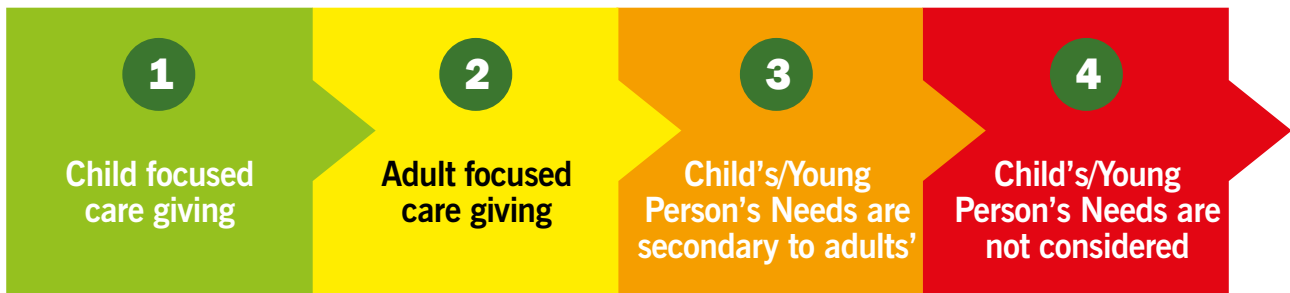 1
Child focused
care giving
2
Adult focused
care giving
3
Child's/Young
Person's Needs are
secondary to adults'
4
Child's/Young
Person's Needs are
not considered